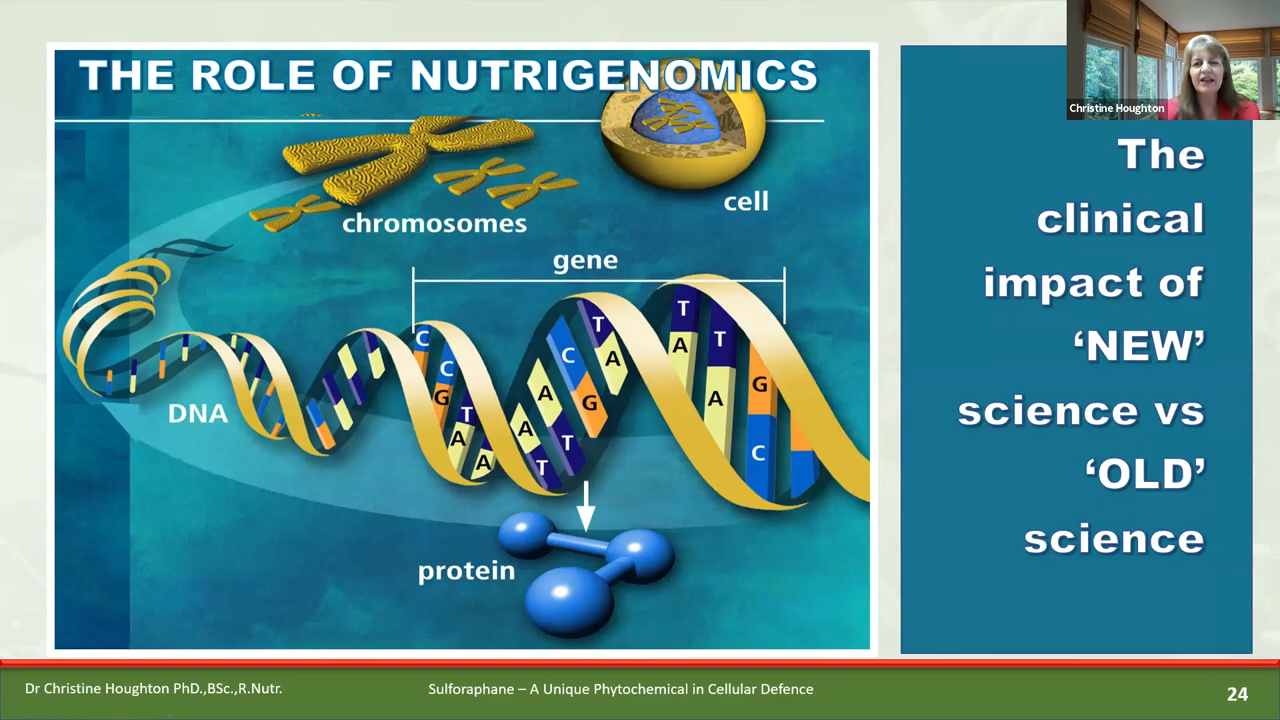 THE ROLE OF NUTRIGENOMICS
chromosomes
cell
gene
DNA
C
C
G
T
A
A
A
A
T
T
C
G
T
A
T
A
T
A
G
C
protein
Christine Houghton
The
clinical
impact of
‘NEW’
science vs
‘OLD’
science
Dr Christine Houghton PhD.,BSc.,R.Nutr.
Sulforaphane – A Unique Phytochemical in Cellular Defence
24